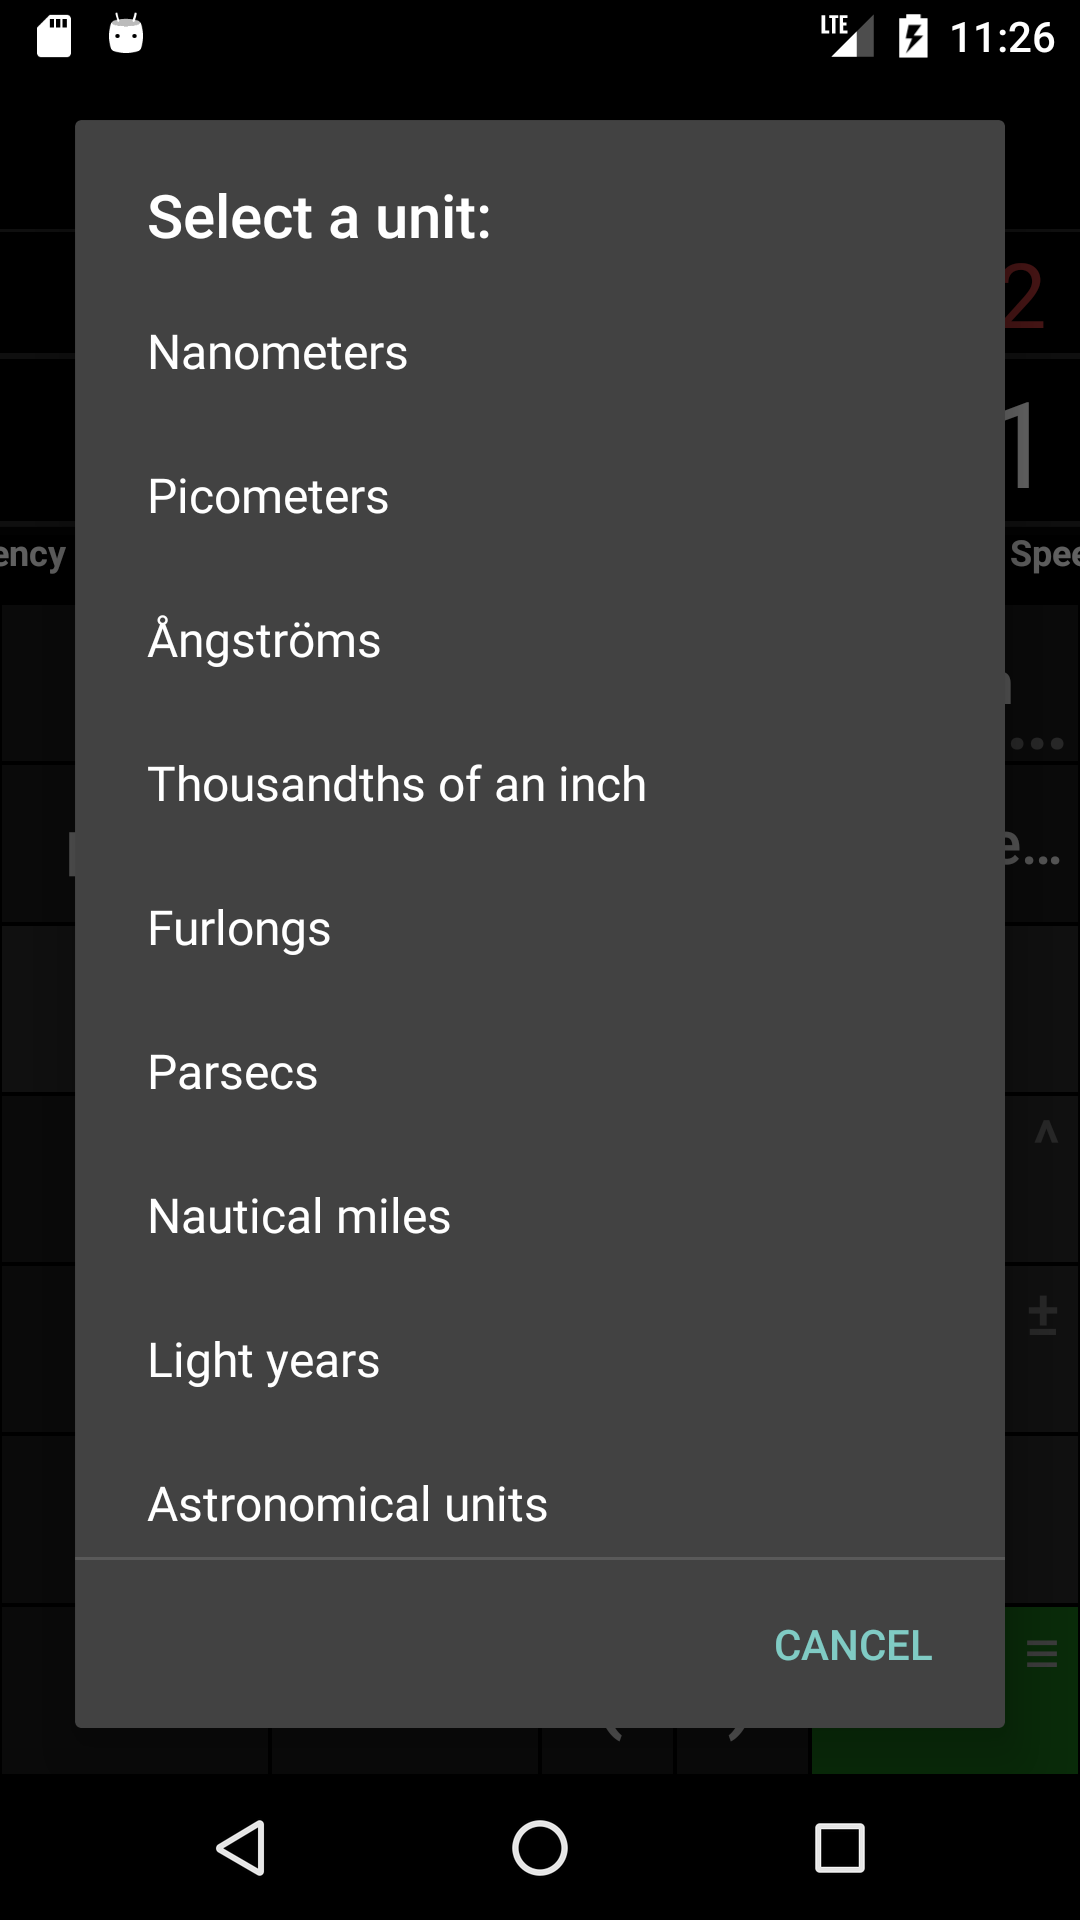 LTE 11:26
Select a unit:
2
Nanometers
1
Picometers
ency
Spee
Ångströms
Thousandths of an inch
e...
Furlongs
Parsecs
^
Nautical miles
±
Light years
Astronomical units
CANCEL
( )